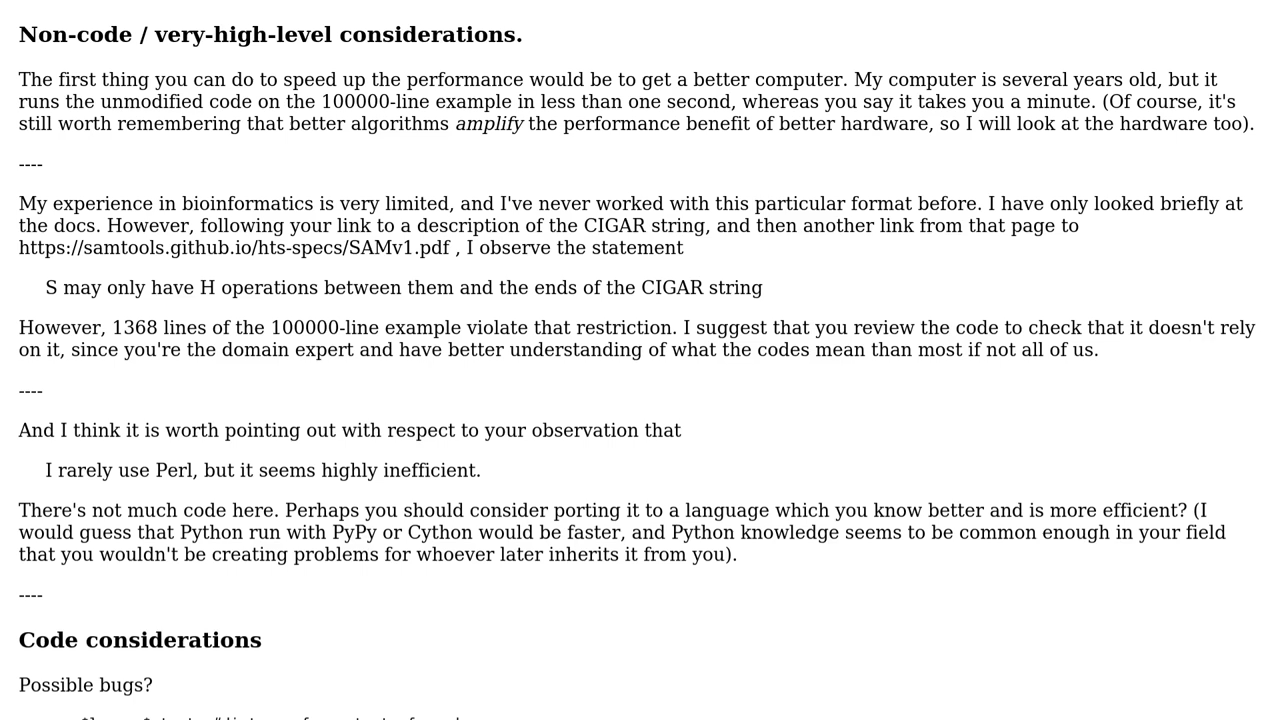 Non-code / very-high-level considerations.
The first thing you can do to speed up the performance would be to get a better computer. My computer is several years old, but it
runs the unmodified code on the 100000-line example in less than one second, whereas you say it takes you a minute. (Of course, it's
still worth remembering that better algorithms amplify the performance benefit of better hardware, so I will look at the hardware too).
----
My experience in bioinformatics is very limited, and I've never worked with this particular format before. I have only looked briefly at
the docs. However, following your link to a description of the CIGAR string, and then another link from that page to
https://samtools.github.io/hts-specs/SAMv1.pdf , I observe the statement
S may only have H operations between them and the ends of the CIGAR string
However, 1368 lines of the 100000-line example violate that restriction. I suggest that you review the code to check that it doesn't rely
on it, since you're the domain expert and have better understanding of what the codes mean than most if not all of us.
----
And I think it is worth pointing out with respect to your observation that
I rarely use Perl, but it seems highly inefficient.
There's not much code here. Perhaps you should consider porting it to a language which you know better and is more efficient? (I
would guess that Python run with PyPy or Cython would be faster, and Python knowledge seems to be common enough in your field
that you wouldn't be creating problems for whoever later inherits it from you).
----
Code considerations
Possible bugs?